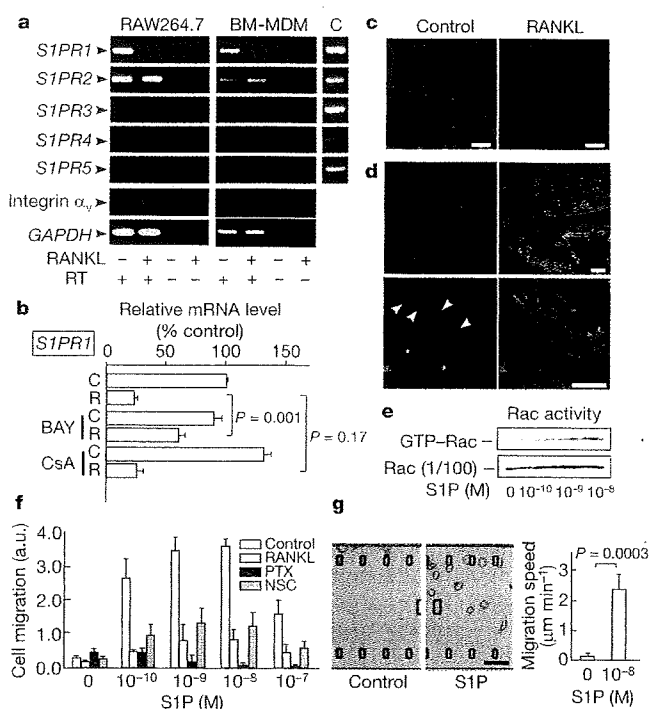 a
RAW264.7 BM-MDM C
S1PR1
S1PR2
S1PR3
S1PR4
S1PR5
Integrin αv
GAPDH
RANKL − + − + − + − +
RT + + − − + + − −
b
Relative mRNA level
(% control)
S1PR1
0 50 100 150
C
R
BAY C
R
CsA C
R
P = 0.001
P = 0.17
c
Control RANKL
d
e
Rac activity
GTP–Rac
Rac (1/100)
S1P (M) 0 10⁻¹⁰ 10⁻⁹ 10⁻⁸
f
Cell migration (a.u.)
4.0
3.0
2.0
1.0
0.0
Control
RANKL
PTX
NSC
0 10⁻¹⁰ 10⁻⁹ 10⁻⁸ 10⁻⁷
S1P (M)
g
Control S1P
Migration speed
(μm min⁻¹)
P = 0.0003
3
2
1
0
0 10⁻⁸
S1P (M)